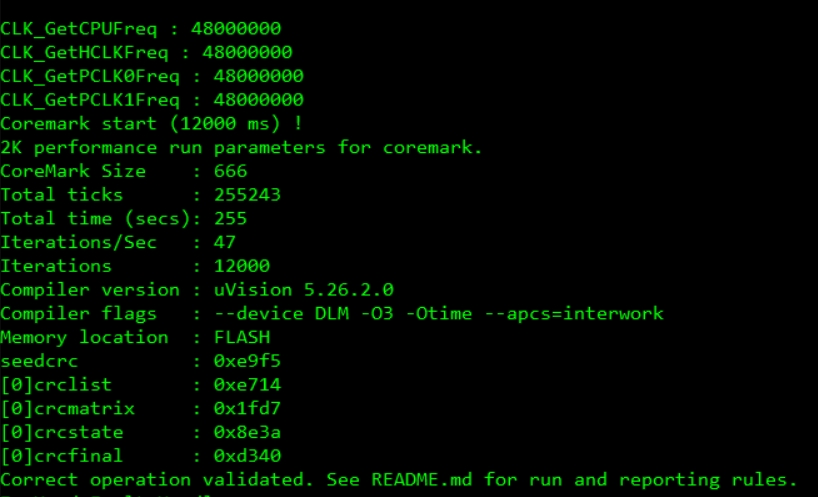 CLK_GetCPUFreq : 48000000
CLK_GetHCLKFreq : 48000000
CLK_GetPCLK0Freq : 48000000
CLK_GetPCLK1Freq : 48000000
Coremark start (12000 ms) !
2K performance run parameters for coremark.
CoreMark Size    : 666
Total ticks      : 255243
Total time (secs): 255
Iterations/Sec   : 47
Iterations       : 12000
Compiler version : uVision 5.26.2.0
Compiler flags   : --device DLM -O3 -Otime --apcs=interwork
Memory location  : FLASH
seedcrc          : 0xe9f5
[0]crclist       : 0xe714
[0]crcmatrix     : 0x1fd7
[0]crcstate      : 0x8e3a
[0]crcfinal      : 0xd340
Correct operation validated. See README.md for run and reporting rules.